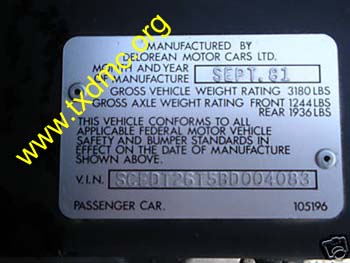 MANUFACTURED BY
DELOREAN MOTOR CARS LTD.
MONTH AND YEAR
OF MANUFACTURE SEPT. 81
GROSS VEHICLE WEIGHT RATING 3180 LBS
GROSS AXLE WEIGHT RATING FRONT 1244 LBS
REAR 1936 LBS
THIS VEHICLE CONFORMS TO ALL
APPLICABLE FEDERAL MOTOR VEHICLE
SAFETY AND BUMPER STANDARDS IN
EFFECT ON THE DATE OF MANUFACTURE
SHOWN ABOVE.
V.I.N. SCEDT26T5BD004083
PASSENGER CAR. 105196
www.txdmc.org